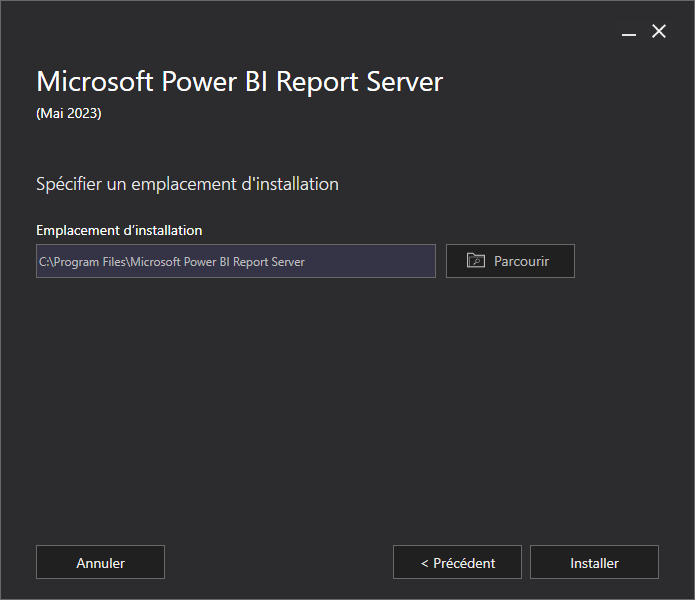 Microsoft Power BI Report Server
(Mai 2023)
Spécifier un emplacement d'installation
Emplacement d’installation
C:\Program Files\Microsoft Power BI Report Server
Parcourir
Annuler
< Précédent
Installer